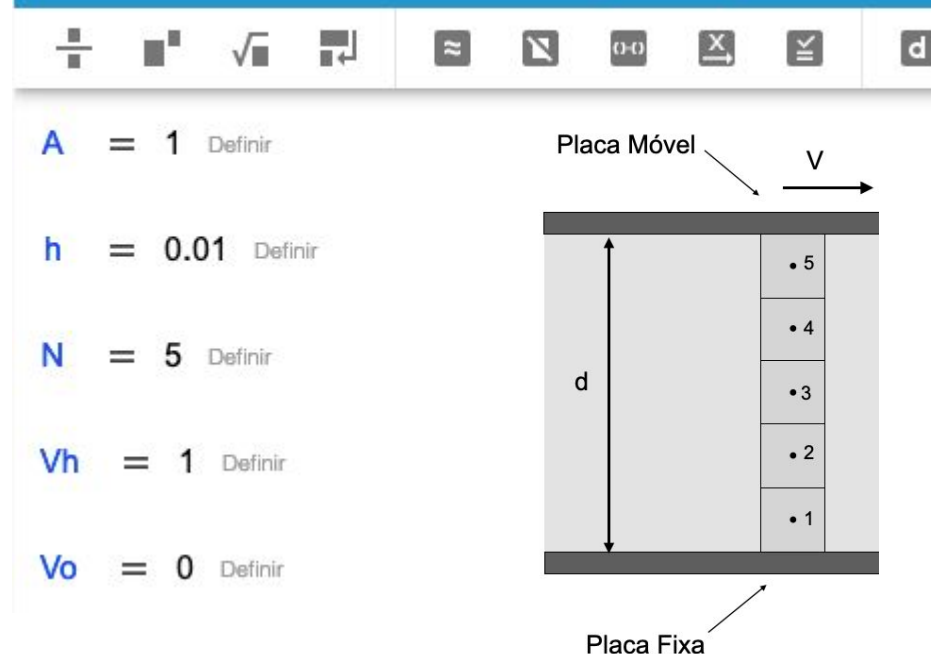 A = 1 Definir
h = 0.01 Definir
N = 5 Definir
Vh = 1 Definir
Vo = 0 Definir
Placa Móvel
V
d
5
4
3
2
1
Placa Fixa